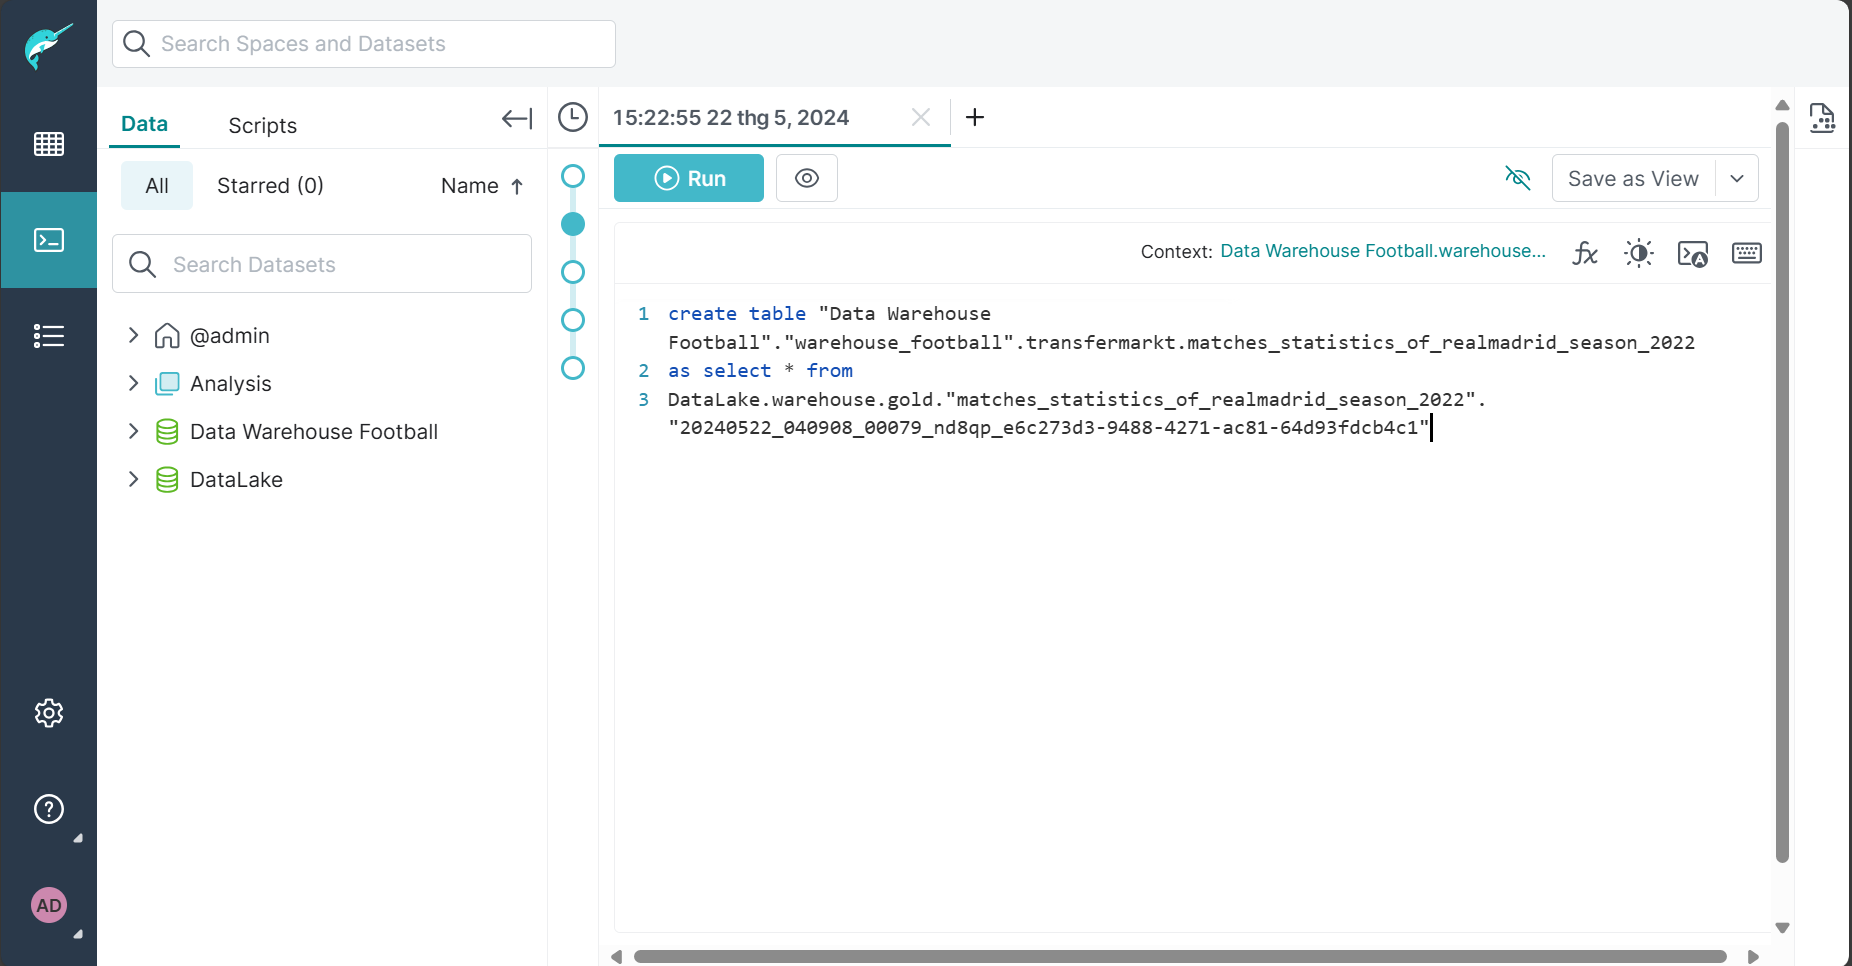 Search Spaces and Datasets
Data
Scripts
15:22:55 22 thg 5, 2024
All
Starred (0)
Name
Run
Save as View
Search Datasets
Context: Data Warehouse Football.warehouse...
fx
A
@admin
Analysis
Data Warehouse Football
DataLake
1 create table "Data Warehouse
Football"."warehouse_football".transfermarkt.matches_statistics_of_realmadrid_season_2022
2 as select * from
3 DataLake.warehouse.gold."matches_statistics_of_realmadrid_season_2022".
"20240522_040908_00079_nd8qp_e6c273d3-9488-4271-ac81-64d93fdcb4c1"
?
AD